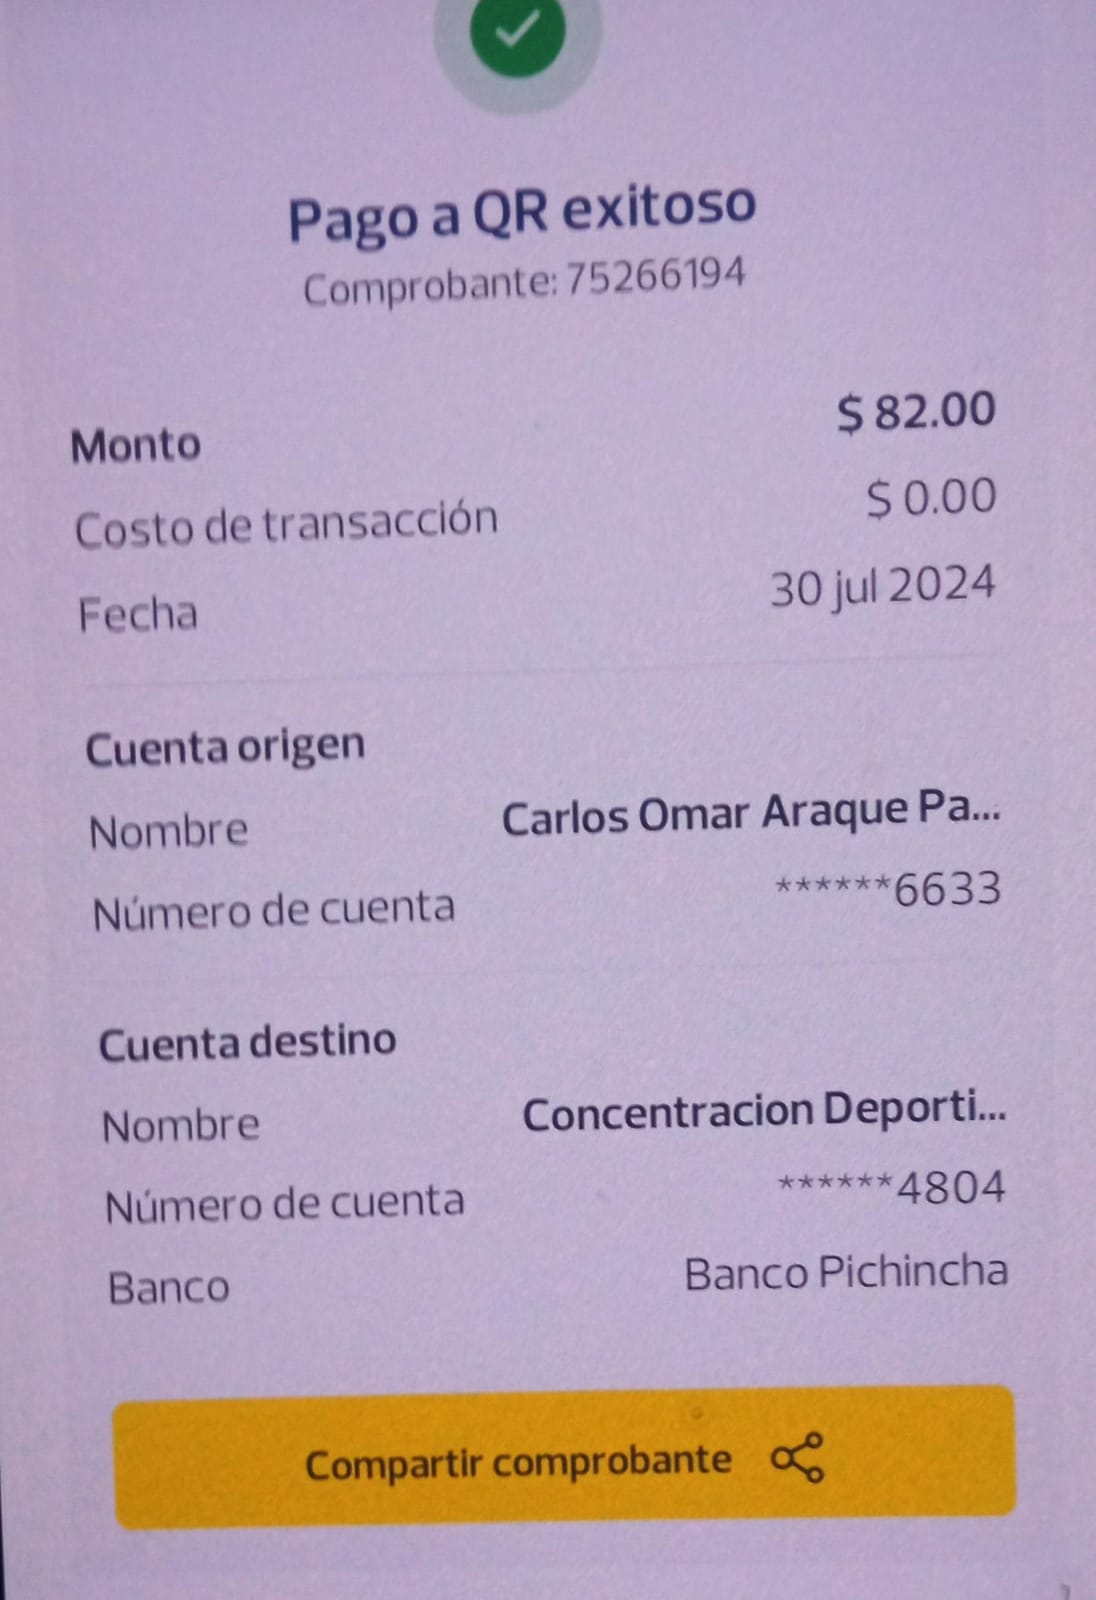 Pago a QR exitoso
Comprobante: 75266194
Monto $ 82.00
Costo de transacción $ 0.00
Fecha 30 jul 2024
Cuenta origen
Nombre Carlos Omar Araque Pa...
Número de cuenta ******6633
Cuenta destino
Nombre Concentracion Deporti...
Número de cuenta ******4804
Banco Banco Pichincha
Compartir comprobante